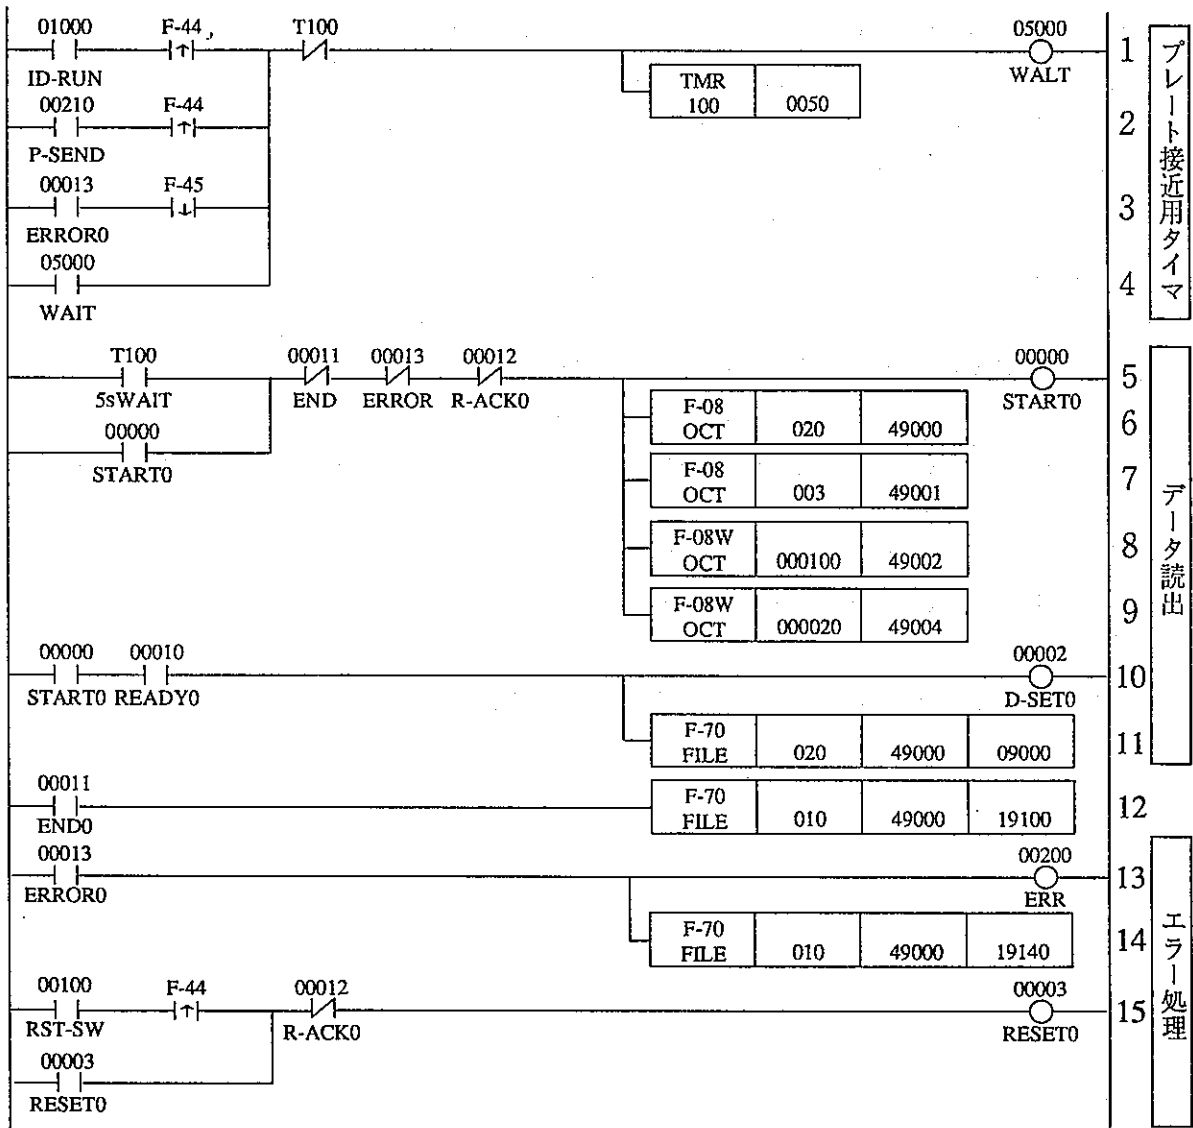 01000 F-44 T100 05000 1
ID-RUN WALT
TMR 100 0050
00210 F-44 2
P-SEND
00013 F-45 3
ERROR0
05000 4
WAIT
プレート接近用タイマ
T100 00011 00013 00012 00000 5
5sWAIT END ERROR R-ACK0 START0
F-08 OCT 020 49000 6
00000
START0
F-08 OCT 003 49001 7
F-08W OCT 000100 49002 8
F-08W OCT 000020 49004 9
00000 00010 00002 10
START0 READY0 D-SET0
F-70 FILE 020 49000 09000 11
データ読出
00011
END0
F-70 FILE 010 49000 19100 12
00013 00200 13
ERROR0 ERR
F-70 FILE 010 49000 19140 14
00100 F-44 00012 00003 15
RST-SW R-ACK0 RESET0
00003
RESET0
エラー処理